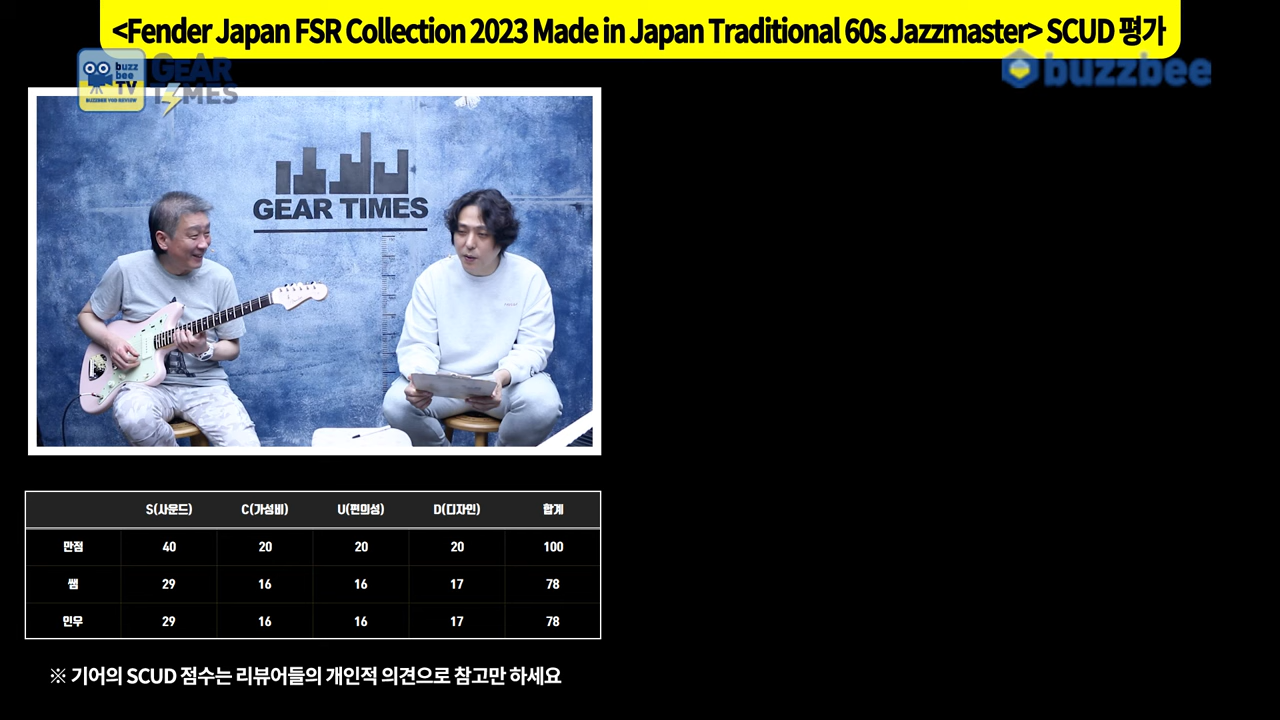 <Fender Japan FSR Collection 2023 Made in Japan Traditional 60s Jazzmaster> SCUD 평가
buzz
bee
TV
BUZZBEE VOD REVIEW
GEAR
TIMES
buzzbee
GEAR TIMES
S(사운드) C(가성비) U(편의성) D(디자인) 합계
만점 40 20 20 20 100
쌤 29 16 16 17 78
민우 29 16 16 17 78
※ 기어의 SCUD 점수는 리뷰어들의 개인적 의견으로 참고만 하세요